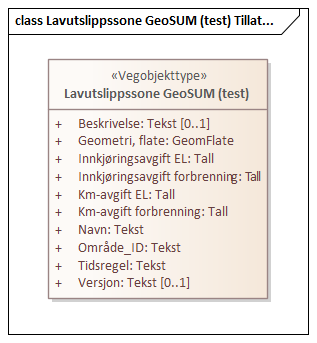 class Lavutslippssone GeoSUM (test) Tillat...
«Vegobjekttype»
Lavutslippssone GeoSUM (test)
+ Beskrivelse: Tekst [0..1]
+ Geometri, flate: GeomFlate
+ Innkjøringsavgift EL: Tall
+ Innkjøringsavgift forbrenning: Tall
+ Km-avgift EL: Tall
+ Km-avgift forbrenning: Tall
+ Navn: Tekst
+ Område_ID: Tekst
+ Tidsregel: Tekst
+ Versjon: Tekst [0..1]